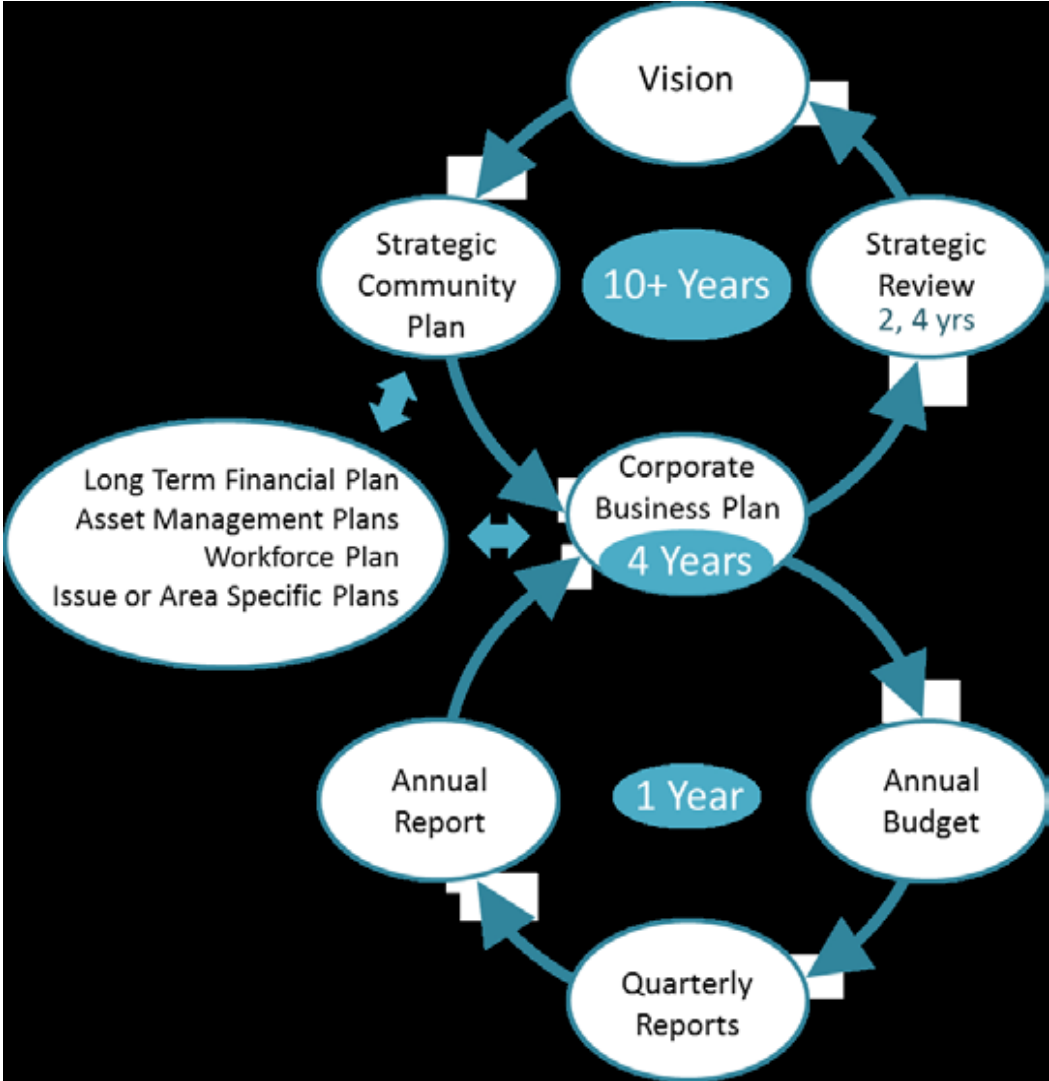 Vision
Strategic
Community
Plan
10+ Years
Strategic
Review
2, 4 yrs
Long Term Financial Plan
Asset Management Plans
Workforce Plan
Issue or Area Specific Plans
Corporate
Business Plan
4 Years
Annual
Report
1 Year
Annual
Budget
Quarterly
Reports